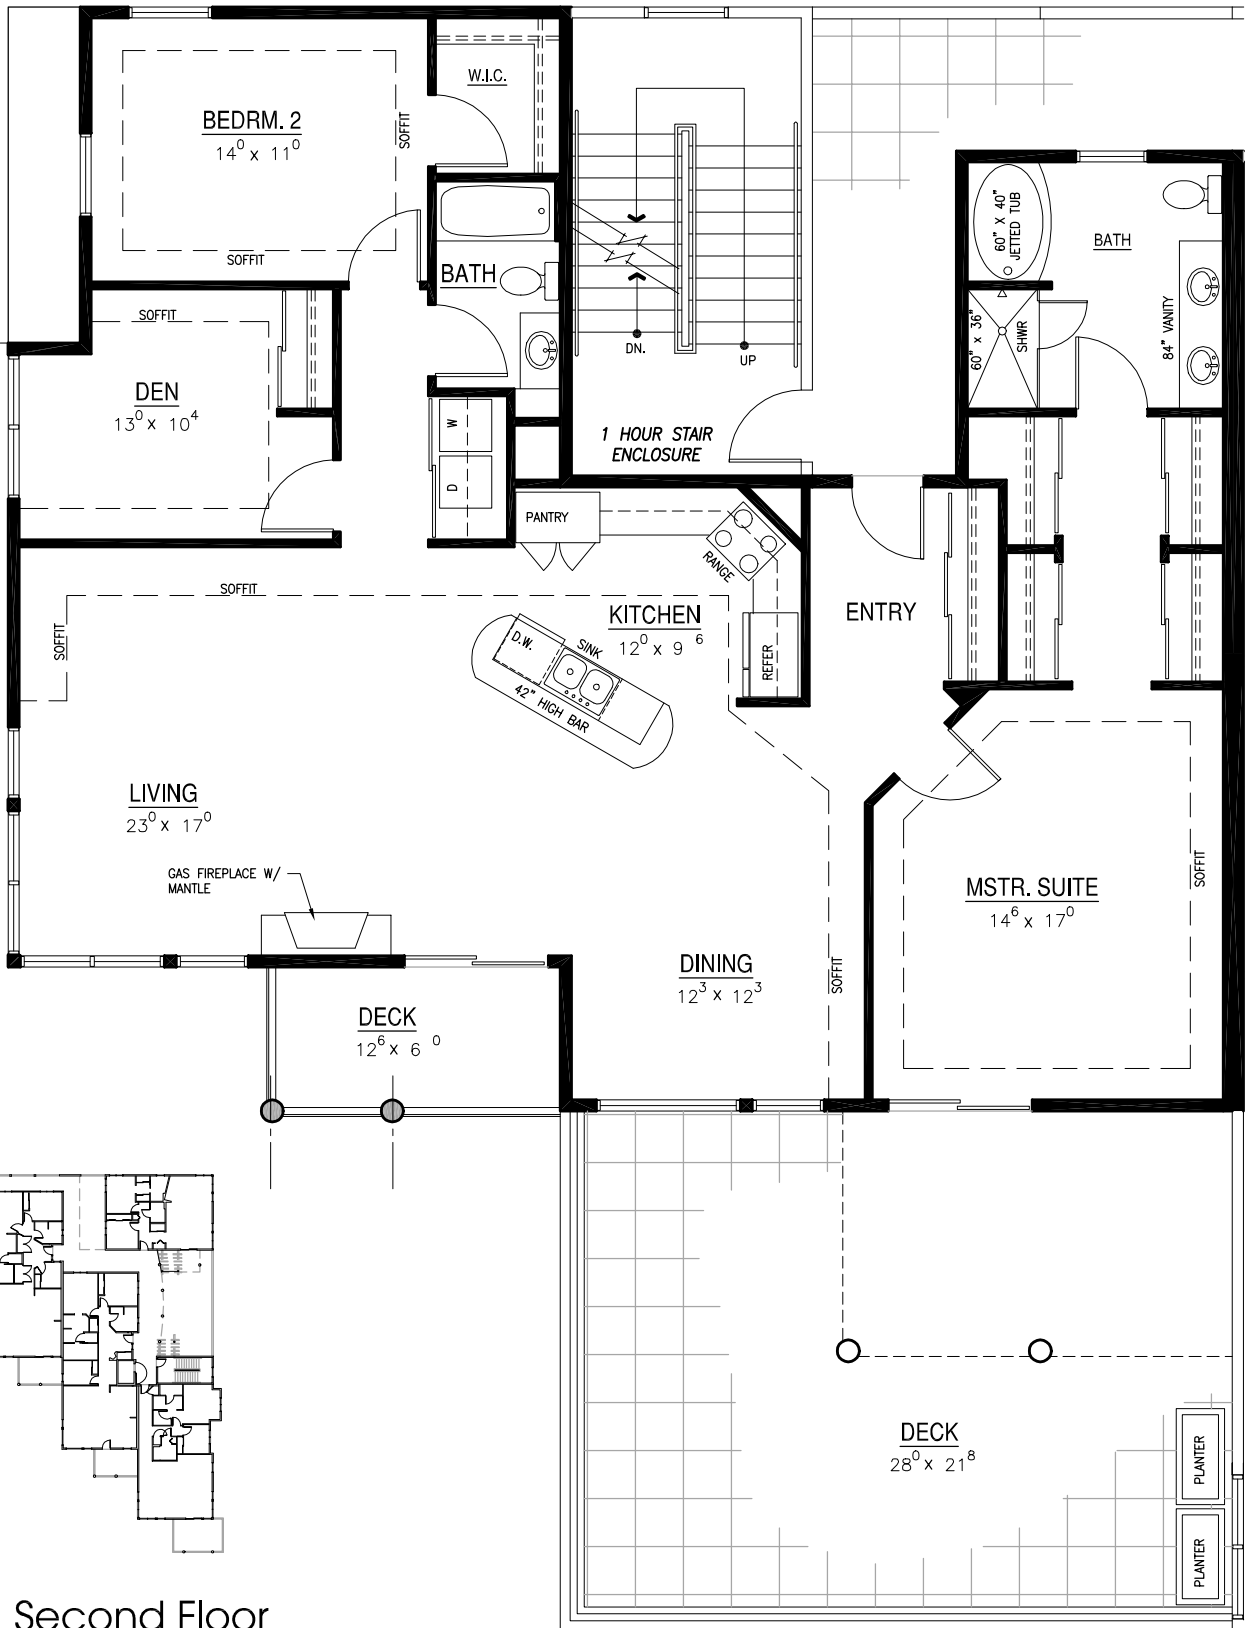 W.I.C.
BEDRM. 2
14⁰ x 11⁰
SOFFIT
SOFFIT
BATH
60" X 40"
JETTED TUB
BATH
60" X 36"
SHWR
84" VANITY
SOFFIT
DEN
13⁰ x 10⁴
DN.
UP
W
D
1 HOUR STAIR
ENCLOSURE
PANTRY
RANGE
SOFFIT
SOFFIT
KITCHEN
12⁰ x 9 ⁶
ENTRY
D.W.
SINK
42" HIGH BAR
REFER
LIVING
23⁰ x 17⁰
GAS FIREPLACE W/
MANTLE
MSTR. SUITE
14⁶ x 17⁰
SOFFIT
DINING
12³ x 12³
SOFFIT
DECK
12⁶ x 6 ⁰
DECK
28⁰ x 21⁸
PLANTER
PLANTER
Second Floor